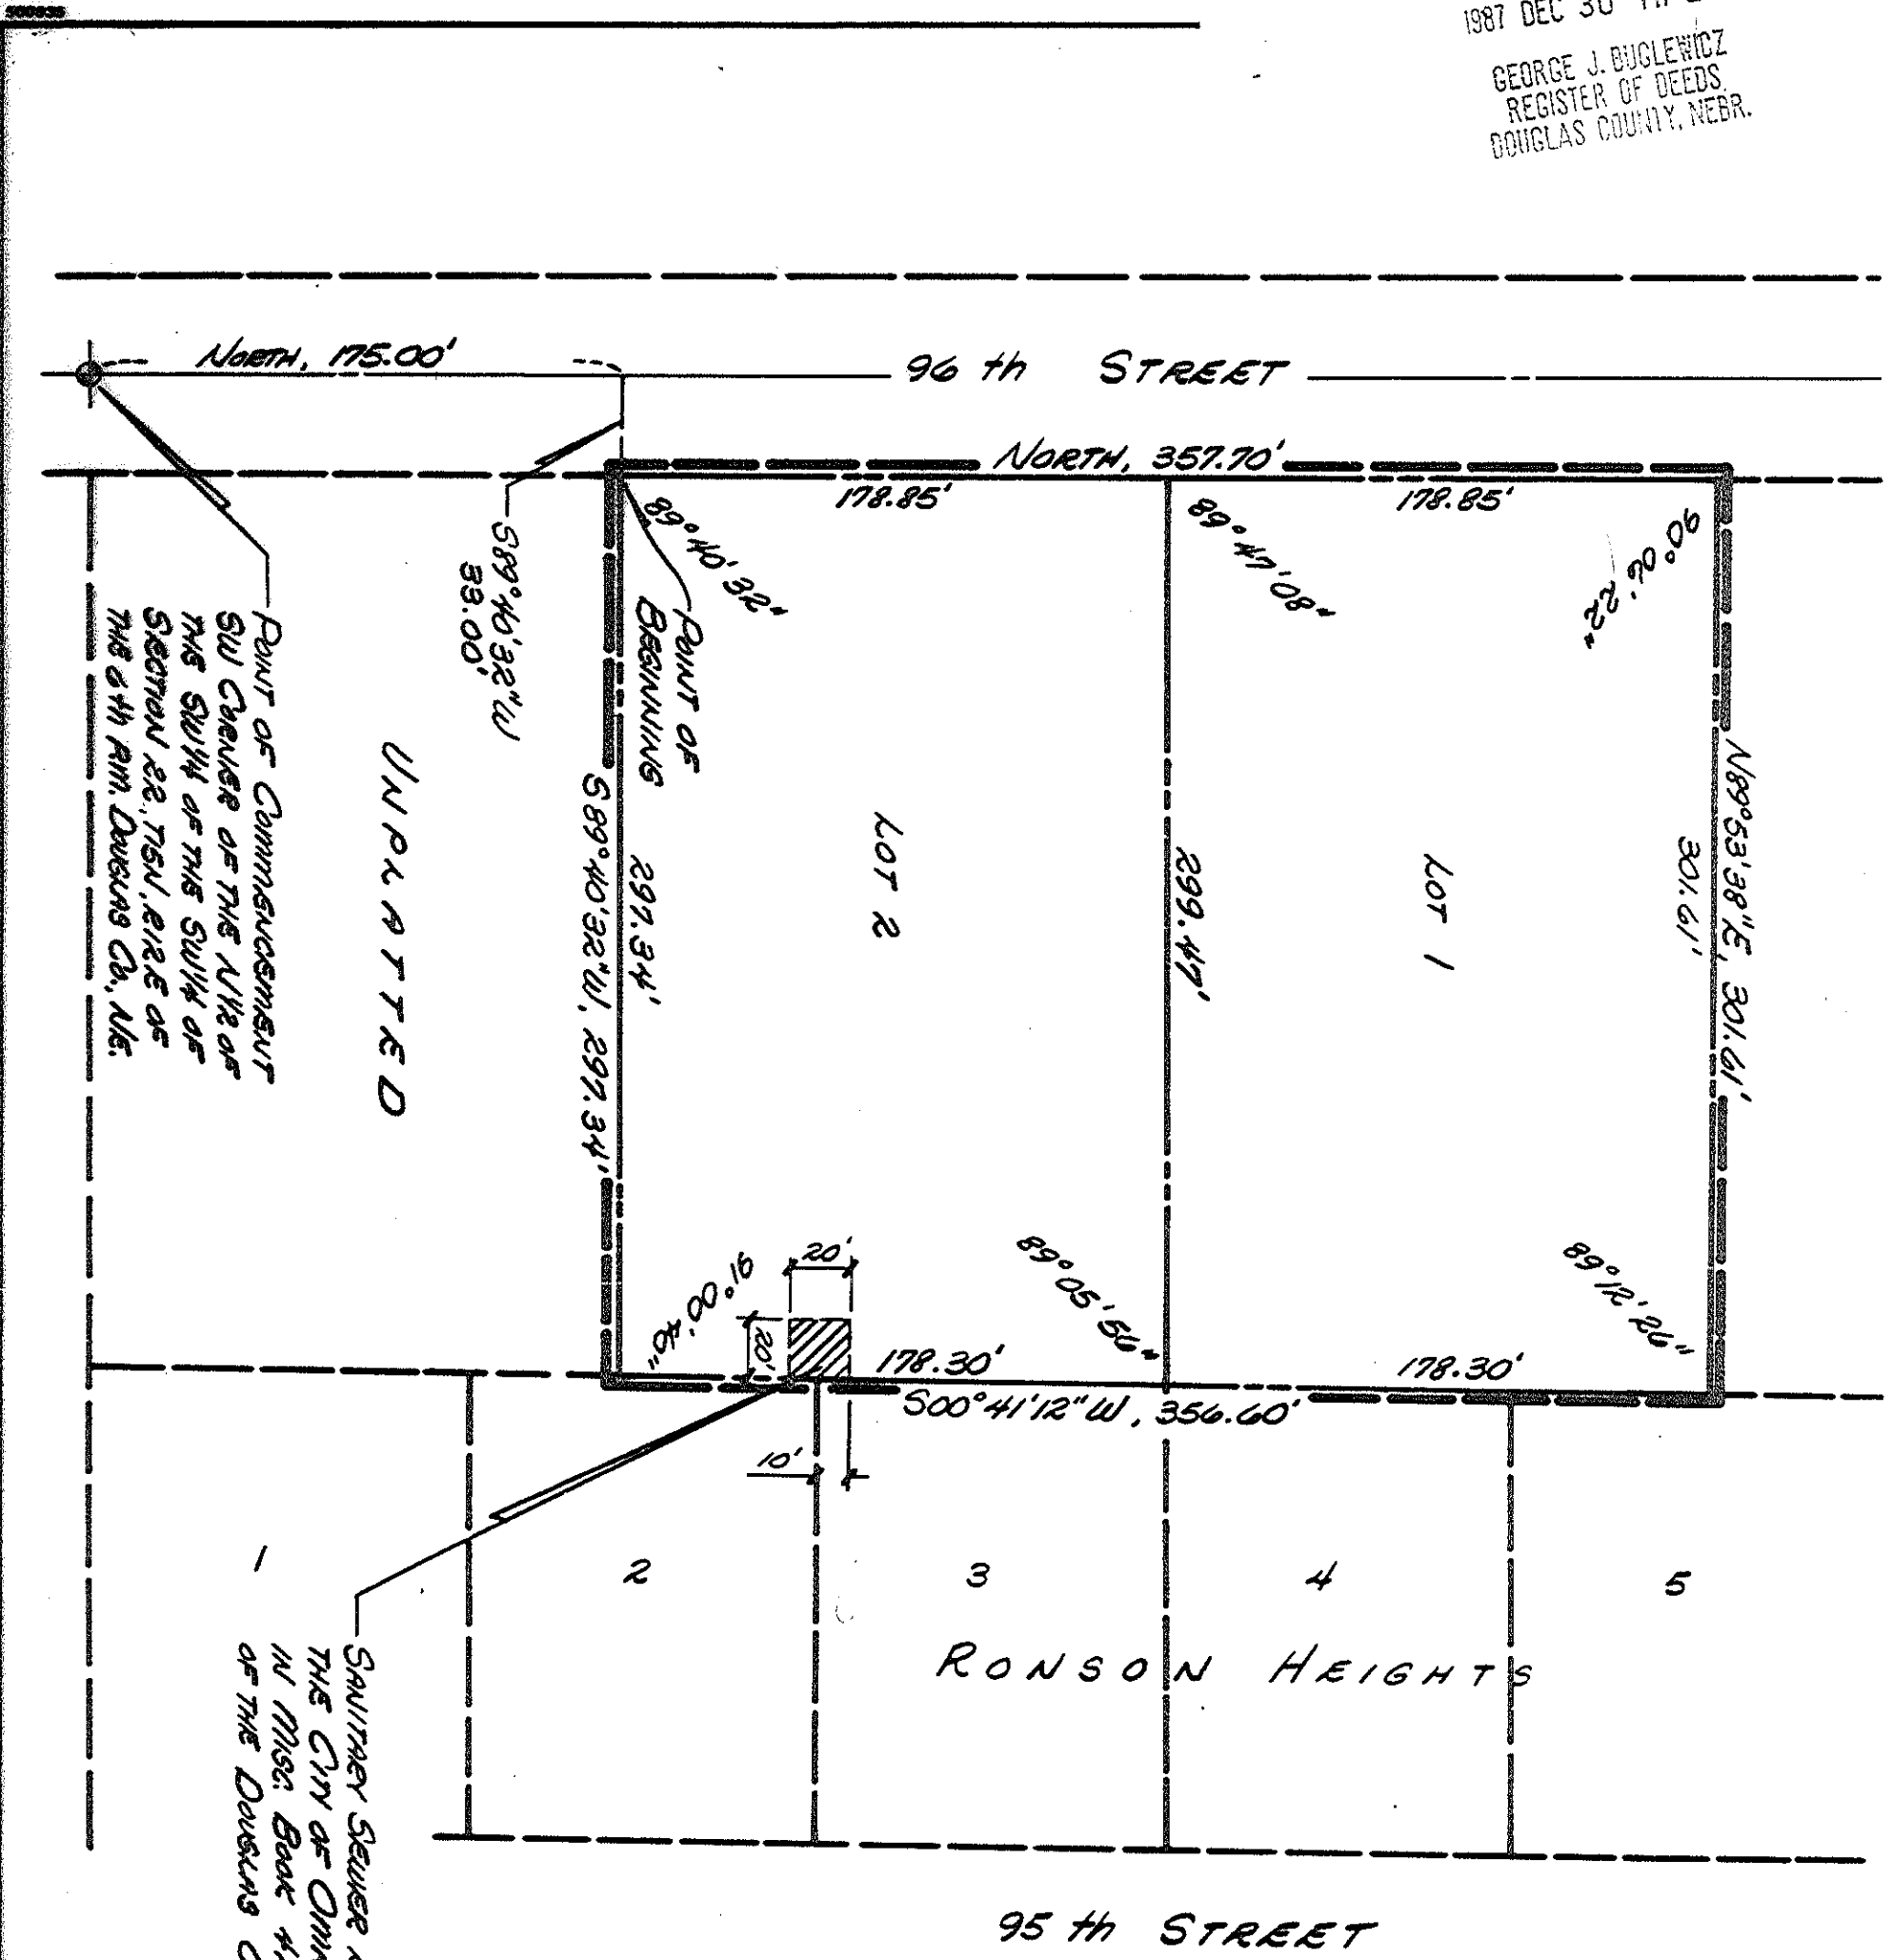 500035
1987 DEC 30
GEORGE J. BUGLEWICZ
REGISTER OF DEEDS
DOUGLAS COUNTY, NEBR.
NORTH, 175.00'
96 th STREET
NORTH, 357.70'
178.85'
178.85'
89° 40' 32"
89° 47' 08"
90° 06' 22"
S89° 40' 32" W
33.00'
POINT OF
BEGINNING
N89° 53' 38" E, 301.61'
301.61'
LOT 1
299.47'
LOT 2
297.34'
S89° 40' 32" W, 297.34'
UNPLATTED
POINT OF COMMENCEMENT
SW CORNER OF THE N1/2 OF
THE SW1/4 OF THE SW1/4 OF
SECTION 22, T15N, R12E OF
THE 6th P.M. DOUGLAS CO., NE.
91° 00' 40"
20'
20'
89° 05' 56"
89° 12' 26"
178.30'
178.30'
S00° 41' 12" W, 356.60'
10'
1
2
3
4
5
RONSON HEIGHTS
SANITARY SEWER
THE CITY OF
IN MISC. BOOK
OF THE DOUGLAS
95 th STREET